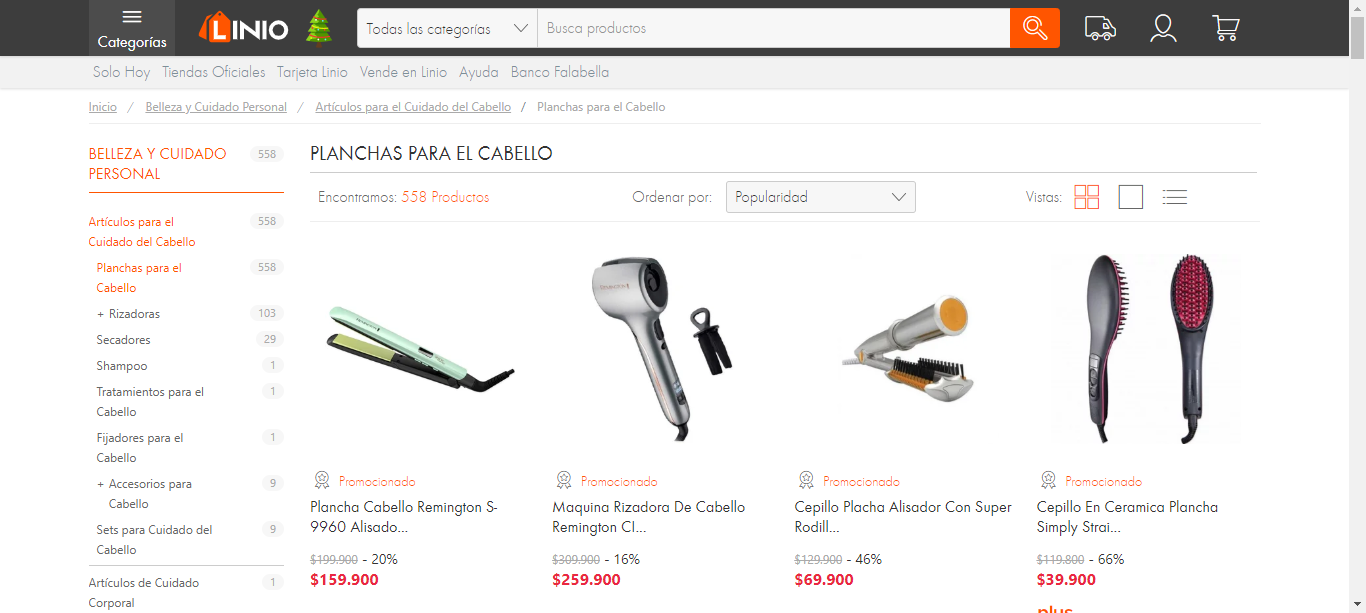 Categorías
LINIO
Todas las categorías
Busca productos
Solo Hoy Tiendas Oficiales Tarjeta Linio Vende en Linio Ayuda Banco Falabella
Inicio / Belleza y Cuidado Personal / Artículos para el Cuidado del Cabello / Planchas para el Cabello
BELLEZA Y CUIDADO 558
PERSONAL
Artículos para el 558
Cuidado del Cabello
Planchas para el 558
Cabello
+ Rizadoras 103
Secadores 29
Shampoo 1
Tratamientos para el 1
Cabello
Fijadores para el 1
Cabello
+ Accesorios para 9
Cabello
Sets para Cuidado del 9
Cabello
Artículos de Cuidado 1
Corporal
PLANCHAS PARA EL CABELLO
Encontramos: 558 Productos
Ordenar por: Popularidad
Vistas:
Promocionado
Plancha Cabello Remington S-
9960 Alisado...
$199.900 - 20%
$159.900
Promocionado
Maquina Rizadora De Cabello
Remington CI...
$309.900 - 16%
$259.900
Promocionado
Cepillo Placha Alisador Con Super
Rodill...
$129.900 - 46%
$69.900
Promocionado
Cepillo En Ceramica Plancha
Simply Strai...
$119.800 - 66%
$39.900
plus